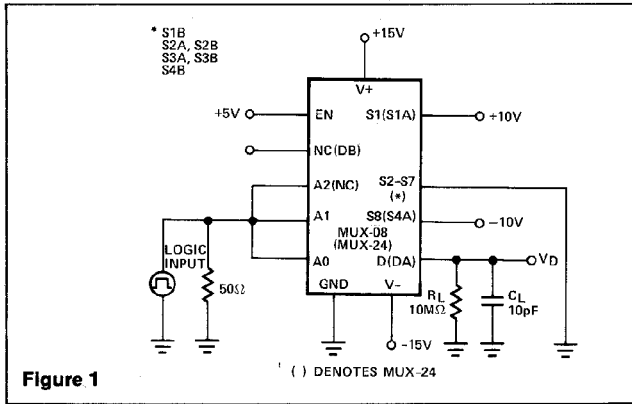 * S1B
S2A, S2B
S3A, S3B
S4B
+15V
V+
+5V
EN
S1(S1A)
+10V
NC(DB)
A2(NC)
S2-S7
(*)
A1
S8(S4A)
-10V
MUX-08
(MUX-24)
LOGIC
INPUT
A0
D(DA)
VD
50Ω
GND
V-
RL
10MΩ
CL
10pF
-15V
( ) DENOTES MUX-24
Figure 1